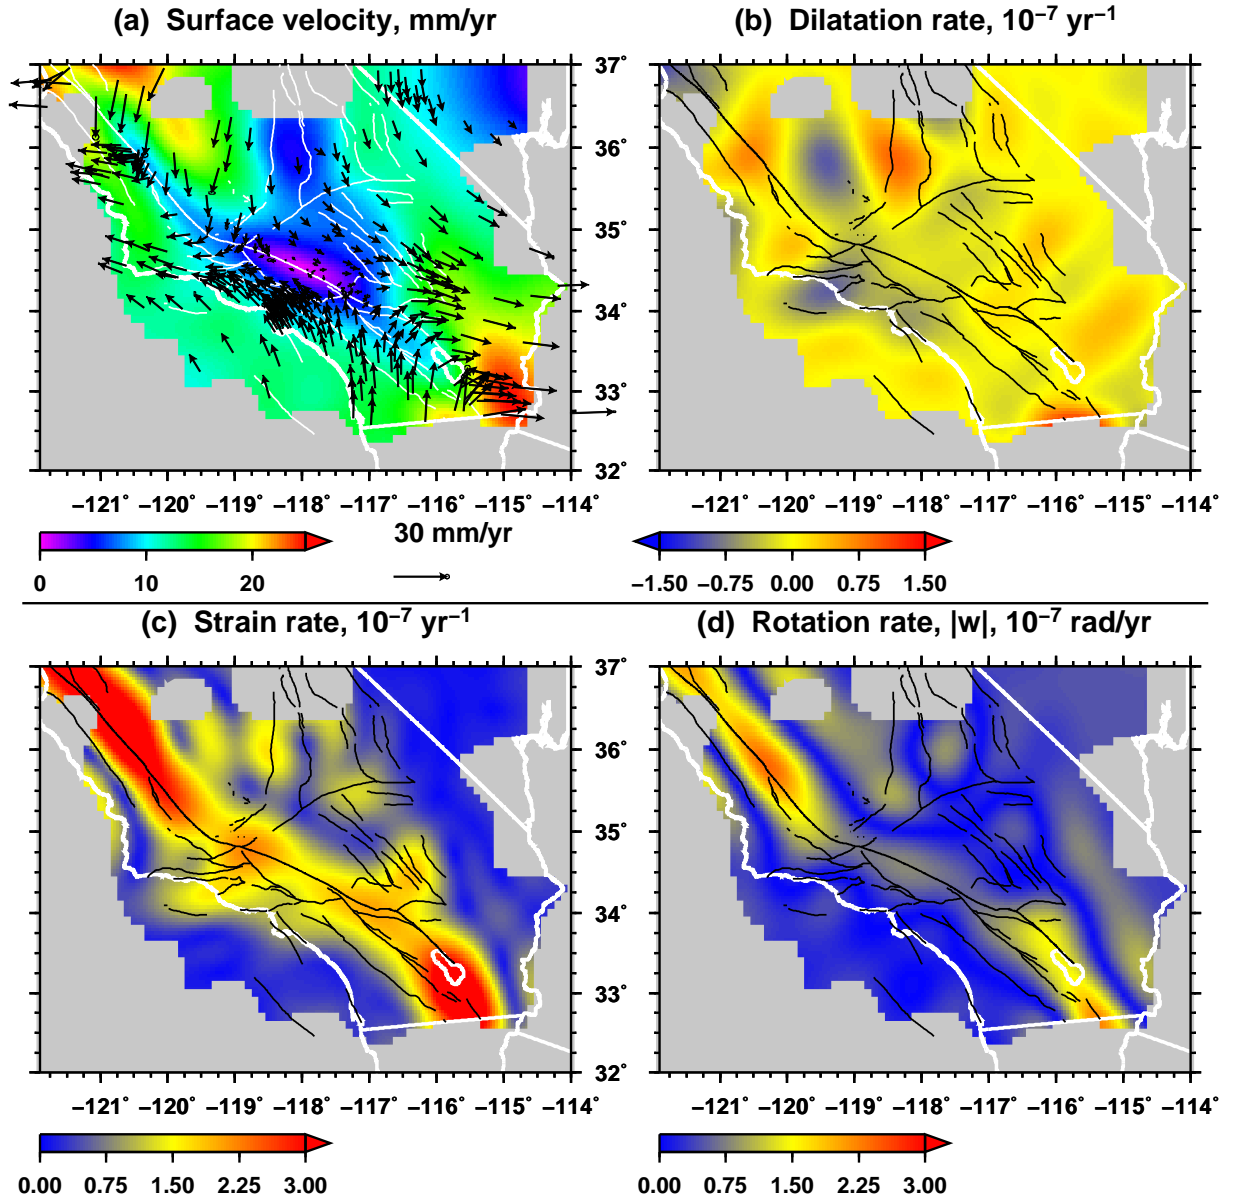 (a) Surface velocity, mm/yr
(b) Dilatation rate, 10⁻⁷ yr⁻¹
37˚
36˚
35˚
34˚
33˚
32˚
−121˚ −120˚ −119˚ −118˚ −117˚ −116˚ −115˚ −114˚
−121˚ −120˚ −119˚ −118˚ −117˚ −116˚ −115˚ −114˚
0 10 20
30 mm/yr
−1.50 −0.75 0.00 0.75 1.50
(c) Strain rate, 10⁻⁷ yr⁻¹
(d) Rotation rate, |w|, 10⁻⁷ rad/yr
37˚
36˚
35˚
34˚
33˚
32˚
−121˚ −120˚ −119˚ −118˚ −117˚ −116˚ −115˚ −114˚
−121˚ −120˚ −119˚ −118˚ −117˚ −116˚ −115˚ −114˚
0.00 0.75 1.50 2.25 3.00
0.00 0.75 1.50 2.25 3.00